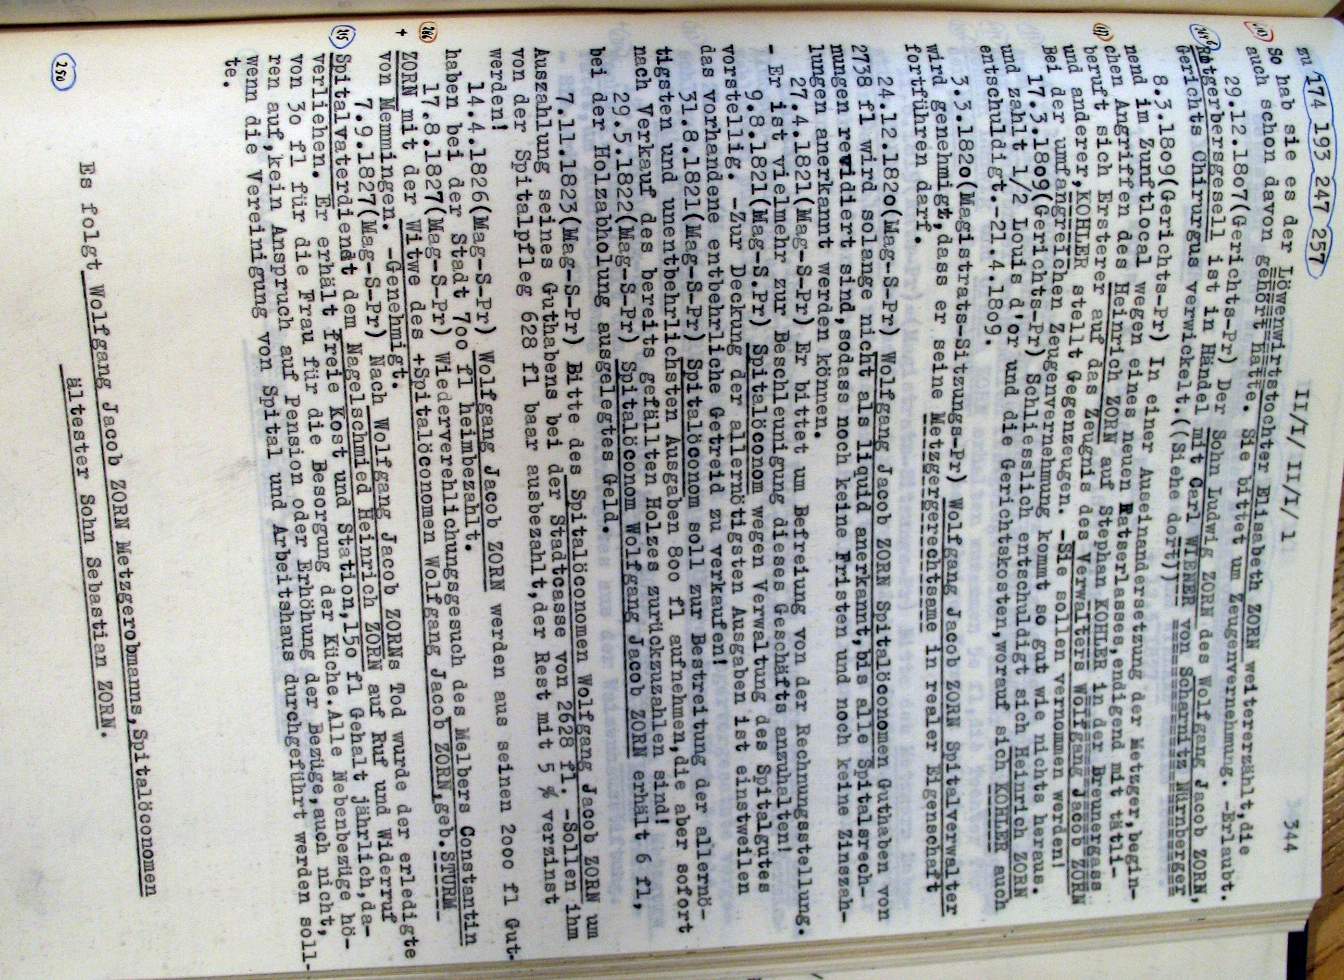 II/I/ II/I/ 1
344
zu 174 193 247 257
So hab sie es der Löwenwirtstochter Elisabeth ZORN weitererzählt,die
auch schon davon gehört hatte. Sie bittet um Zeugenvernehmung. -Erlaubt.
29.12.18o7(Gerichts-Pr) Der Sohn Ludwig ZORN des Wolfgang Jacob ZORN,
Rotgerbersgesell ist in Händel mit Carl WIENER von Scharnitz Nürnberger
Gerichts Chirurgus verwickelt.((Siehe dort))
8.3.18o9(Gerichts-Pr) In einer Auseinandersetzung der Metzger,begin-
nend im Zunftlocal wegen eines neuen Ratserlasses,endigend mit tätli-
chen Angriffen des Heinrich ZORN auf Stephan KOHLER in der Brunnergass
beruft sich Ersterer auf das Zeugnis des Verwalters Wolfgang Jacob ZORN
und anderer,KOHLER stellt Gegenzeugen. -Sie sollen vernommen werden!
Bei der umfangreichen Zeugenvernehmung kommt so gut wie nichts heraus.
17.3.18o9(Gerichts-Pr) Schliesslich entschuldigt sich Heinrich ZORN
und zahlt 1/2 Louis d'or und die Gerichtskosten,worauf sich KOHLER auch
entschuldigt.-21.4.18o9.
3.3.182o(Magistrats-Sitzungs-Pr) Wolfgang Jacob ZORN Spitalverwalter
wird genehmigt,dass er seine Metzgergerechtsame in realer Eigenschaft
fortführen darf.
24.12.182o(Mag-S-Pr) Wolfgang Jacob ZORN Spitalöconomen Guthaben von
2738 fl wird solange nicht als liquid anerkannt,bis alle Spitalsrech-
nungen revidiert sind,sodass noch keine Fristen und noch keine Zinszah-
lungen anerkannt werden können.
27.4.1821(Mag-S-Pr) Er bittet um Befreiung von der Rechnungsstellung.
- Er ist vielmehr zur Beschleunigung dieses Geschäfts anzuhalten!
9.8.1821(Mag-S.Pr) Spitalöconom wegen Verwaltung des Spitalgutes
vorstellig. -Zur Deckung der allernötigsten Ausgaben ist einstweilen
das vorhandene entbehrliche Getreid zu verkaufen!
31.8.1821(Mag-S-Pr) Spitalöconom soll zur Bestreitung der allernö-
tigsten und unentbehrlichsten Ausgaben 8oo fl aufnehmen,die aber sofort
nach Verkauf des bereits gefällten Holzes zurückzuzahlen sind!
29.5.1822(Mag-S-Pr) Spitalöconom Wolfgang Jacob ZORN erhält 6 fl,
bei der Holzabholung ausgelegtes Geld.
7.11.1823(Mag-S-Pr) Bitte des Spitalöconomen Wolfgang Jacob ZORN um
Auszahlung seines Guthabens bei der Stadtcasse von 2628 fl. -Sollen ihm
von der Spitalpfleg 628 fl baar ausbezahlt,der Rest mit 5 % verzinst
werden!
14.4.1826(Mag-S-Pr) Wolfgang Jacob ZORN werden aus seinen 2ooo fl Gut-
haben bei der Stadt 7oo fl heimbezahlt.
286
17.8.1827(Mag-S-Pr) Wiederverehlichungsgesuch des Melbers Constantin
+ ZORN mit der Witwe des +Spitalöconomen Wolfgang Jacob ZORN,geb.STURM-
von Memmingen. -Genehmigt.
7.9.1827(Mag-S-Pr) Nach Wolfgang Jacob ZORNs Tod wurde der erledigte
Spitalvaterdienst dem Nagelschmied Heinrich ZORN auf Ruf und Widerruf
verliehen. Er erhält freie Kost und Station,15o fl Gehalt jährlich,da-
von 3o fl für die Frau für die Besorgung der Küche.Alle Nebenbezüge hö-
ren auf,kein Anspruch auf Pension oder Erhöhung der Bezüge,auch nicht,
wenn die Vereinigung von Spital und Arbeitshaus durchgeführt werden soll-
te.
Es folgt Wolfgang Jacob ZORN Metzgerobmanns,Spitalöconomen
ältester Sohn Sebastian ZORN.
250